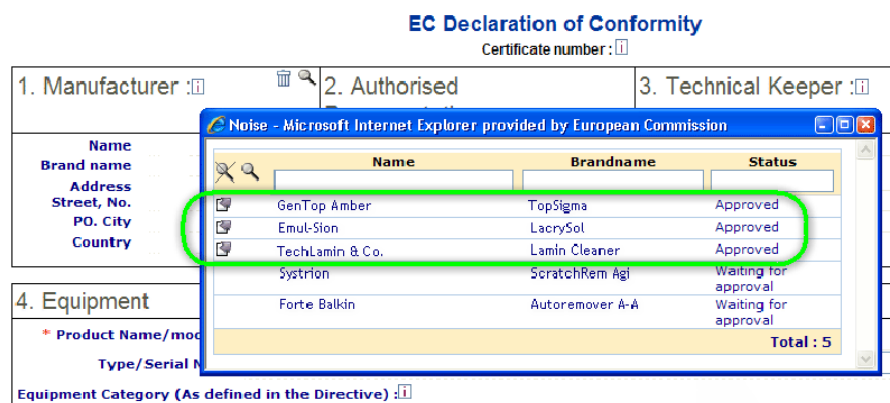 EC Declaration of Conformity
Certificate number :
1. Manufacturer :
2. Authorised
3. Technical Keeper :
Noise - Microsoft Internet Explorer provided by European Commission
Name
Brand name
Address
Street, No.
PO. City
Country
Name Brandname Status
GenTop Amber TopSigma Approved
Emul-Sion LacrySol Approved
TechLamin & Co. Lamin Cleaner Approved
Systrion ScratchRem Agi Waiting for
approval
Forte Balkin Autoremover A-A Waiting for
approval
Total : 5
4. Equipment
* Product Name/mod
Type/Serial N
Equipment Category (As defined in the Directive) :